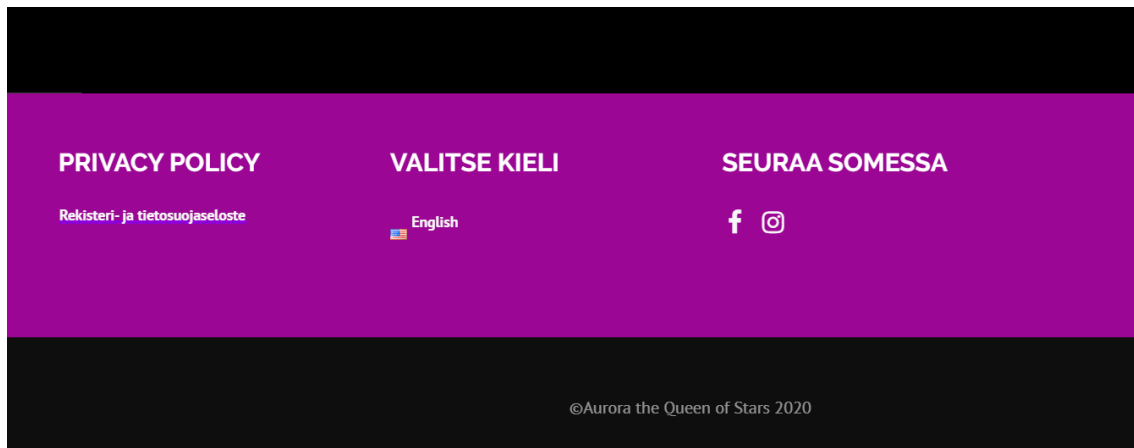 PRIVACY POLICY
Rekisteri- ja tietosuojaseloste
VALITSE KIELI
English
SEURAA SOMESSA
©Aurora the Queen of Stars 2020